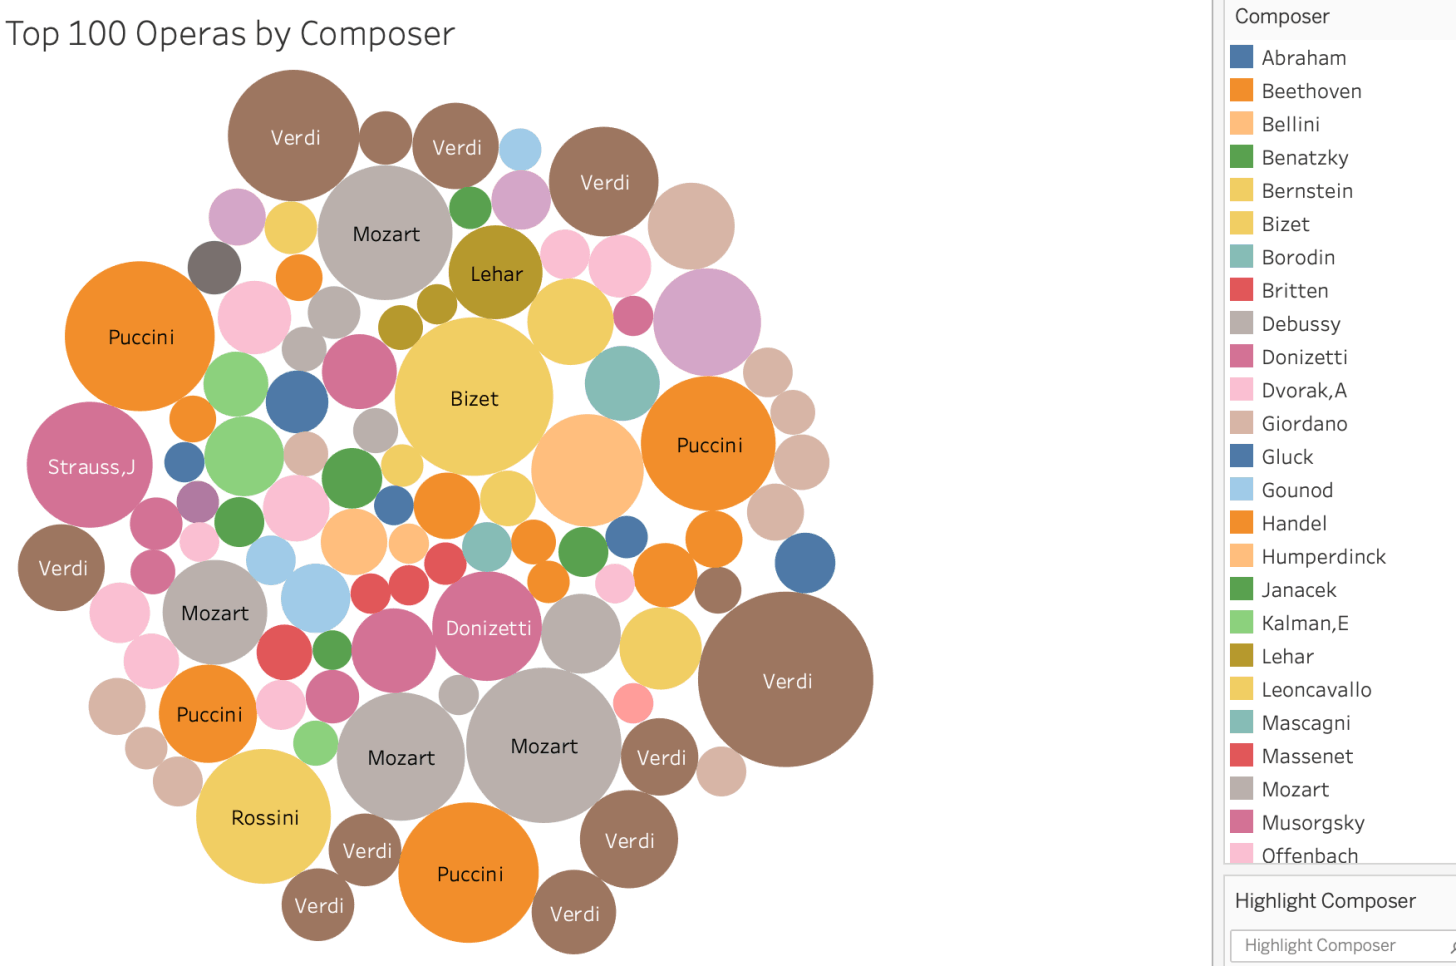 Top 100 Operas by Composer
Verdi
Verdi
Verdi
Mozart
Lehar
Puccini
Bizet
Puccini
Strauss,J
Verdi
Mozart
Donizetti
Verdi
Puccini
Mozart
Mozart
Verdi
Rossini
Verdi
Verdi
Puccini
Verdi
Verdi
Composer
Abraham
Beethoven
Bellini
Benatzky
Bernstein
Bizet
Borodin
Britten
Debussy
Donizetti
Dvorak,A
Giordano
Gluck
Gounod
Handel
Humperdinck
Janacek
Kalman,E
Lehar
Leoncavallo
Mascagni
Massenet
Mozart
Musorgsky
Offenbach
Highlight Composer
Highlight Composer